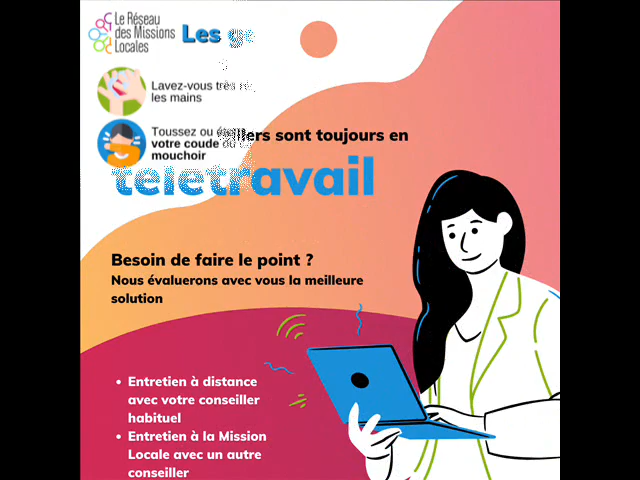 Le Réseau
des Missions
Locales
Les
Lavez-vous très
les mains
Toussez ou
votre coude ou
mouchoir
sont toujours en
télétravail
Besoin de faire le point ?
Nous évaluerons avec vous la meilleure
solution
• Entretien à distance
avec votre conseiller
habituel
• Entretien à la Mission
Locale avec un autre
conseiller